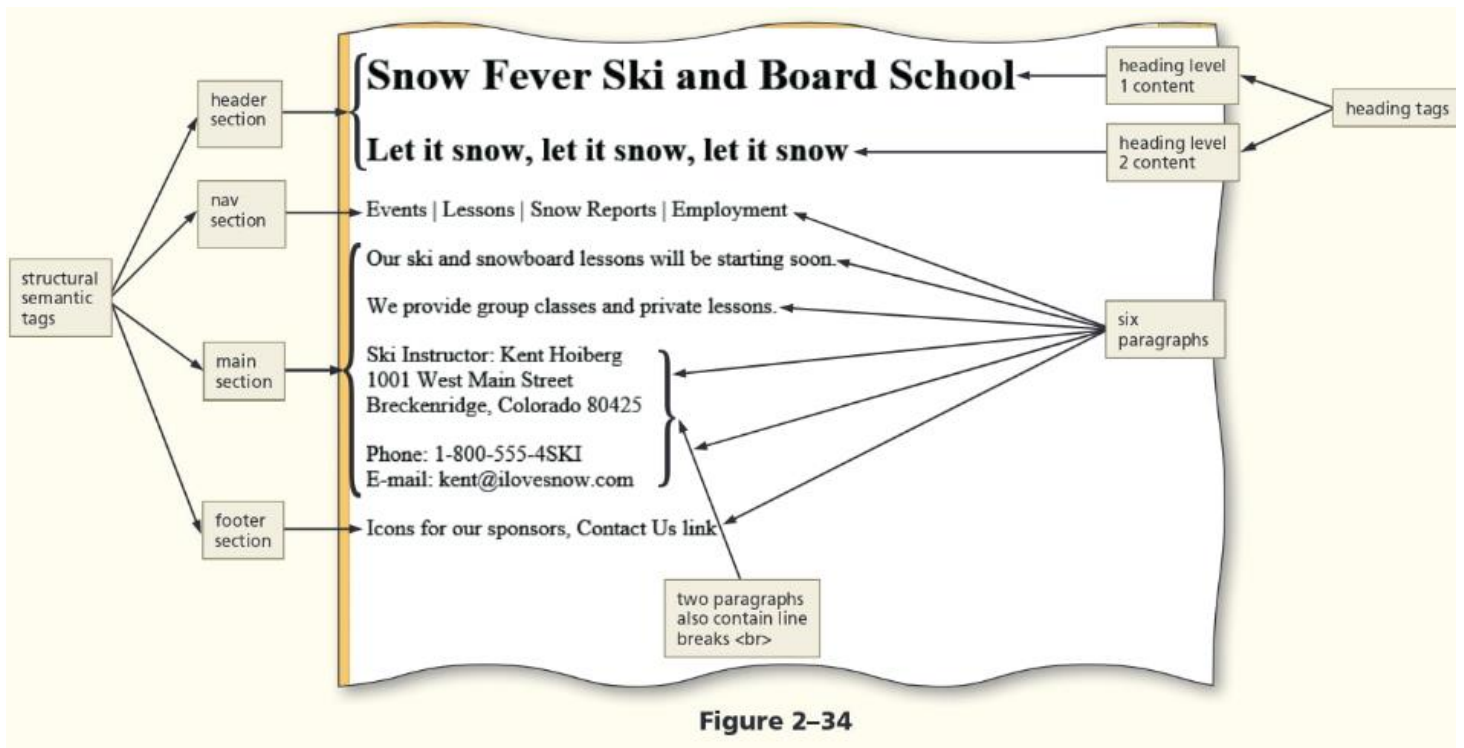 Snow Fever Ski and Board School
heading level
1 content
heading tags
header
section
Let it snow, let it snow, let it snow
heading level
2 content
nav
section
Events | Lessons | Snow Reports | Employment
structural
semantic
tags
Our ski and snowboard lessons will be starting soon.
We provide group classes and private lessons.
six
paragraphs
main
section
Ski Instructor: Kent Hoiberg
1001 West Main Street
Breckenridge, Colorado 80425
Phone: 1-800-555-4SKI
E-mail: kent@ilovesnow.com
footer
section
Icons for our sponsors, Contact Us link
two paragraphs
also contain line
breaks <br>
Figure 2–34